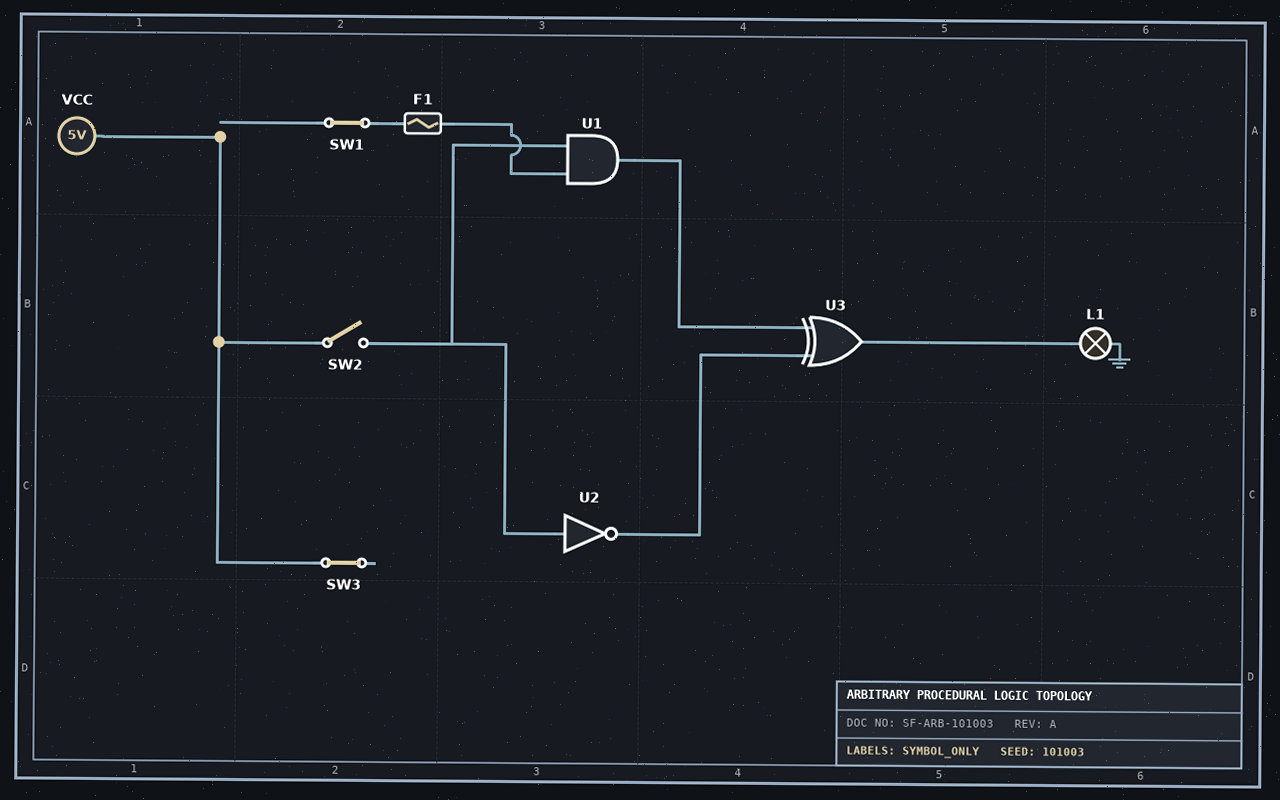 1 2 3 4 5 6
A A
VCC
5V
F1
SW1
U1
B B
U3
L1
SW2
C C
U2
SW3
D D
ARBITRARY PROCEDURAL LOGIC TOPOLOGY
DOC NO: SF-ARB-101003 REV: A
LABELS: SYMBOL_ONLY SEED: 101003
1 2 3 4 5 6